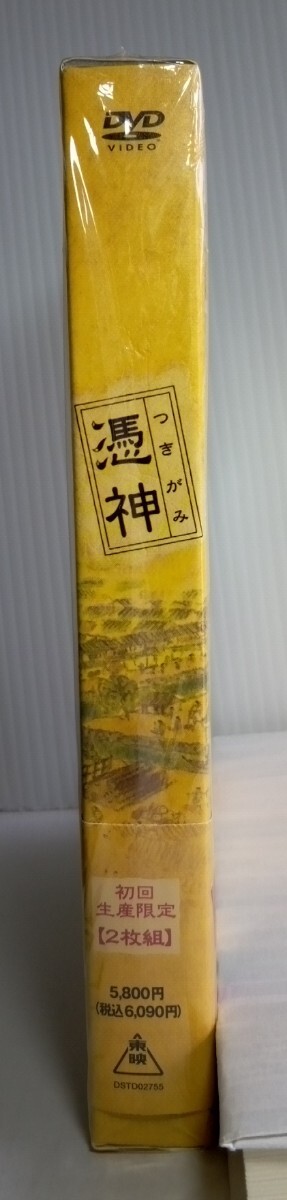 DVD
VIDEO
憑神
つきがみ
初回
生産限定
【2枚組】
5,800円
(税込6,090円)
東映
DSTD02755